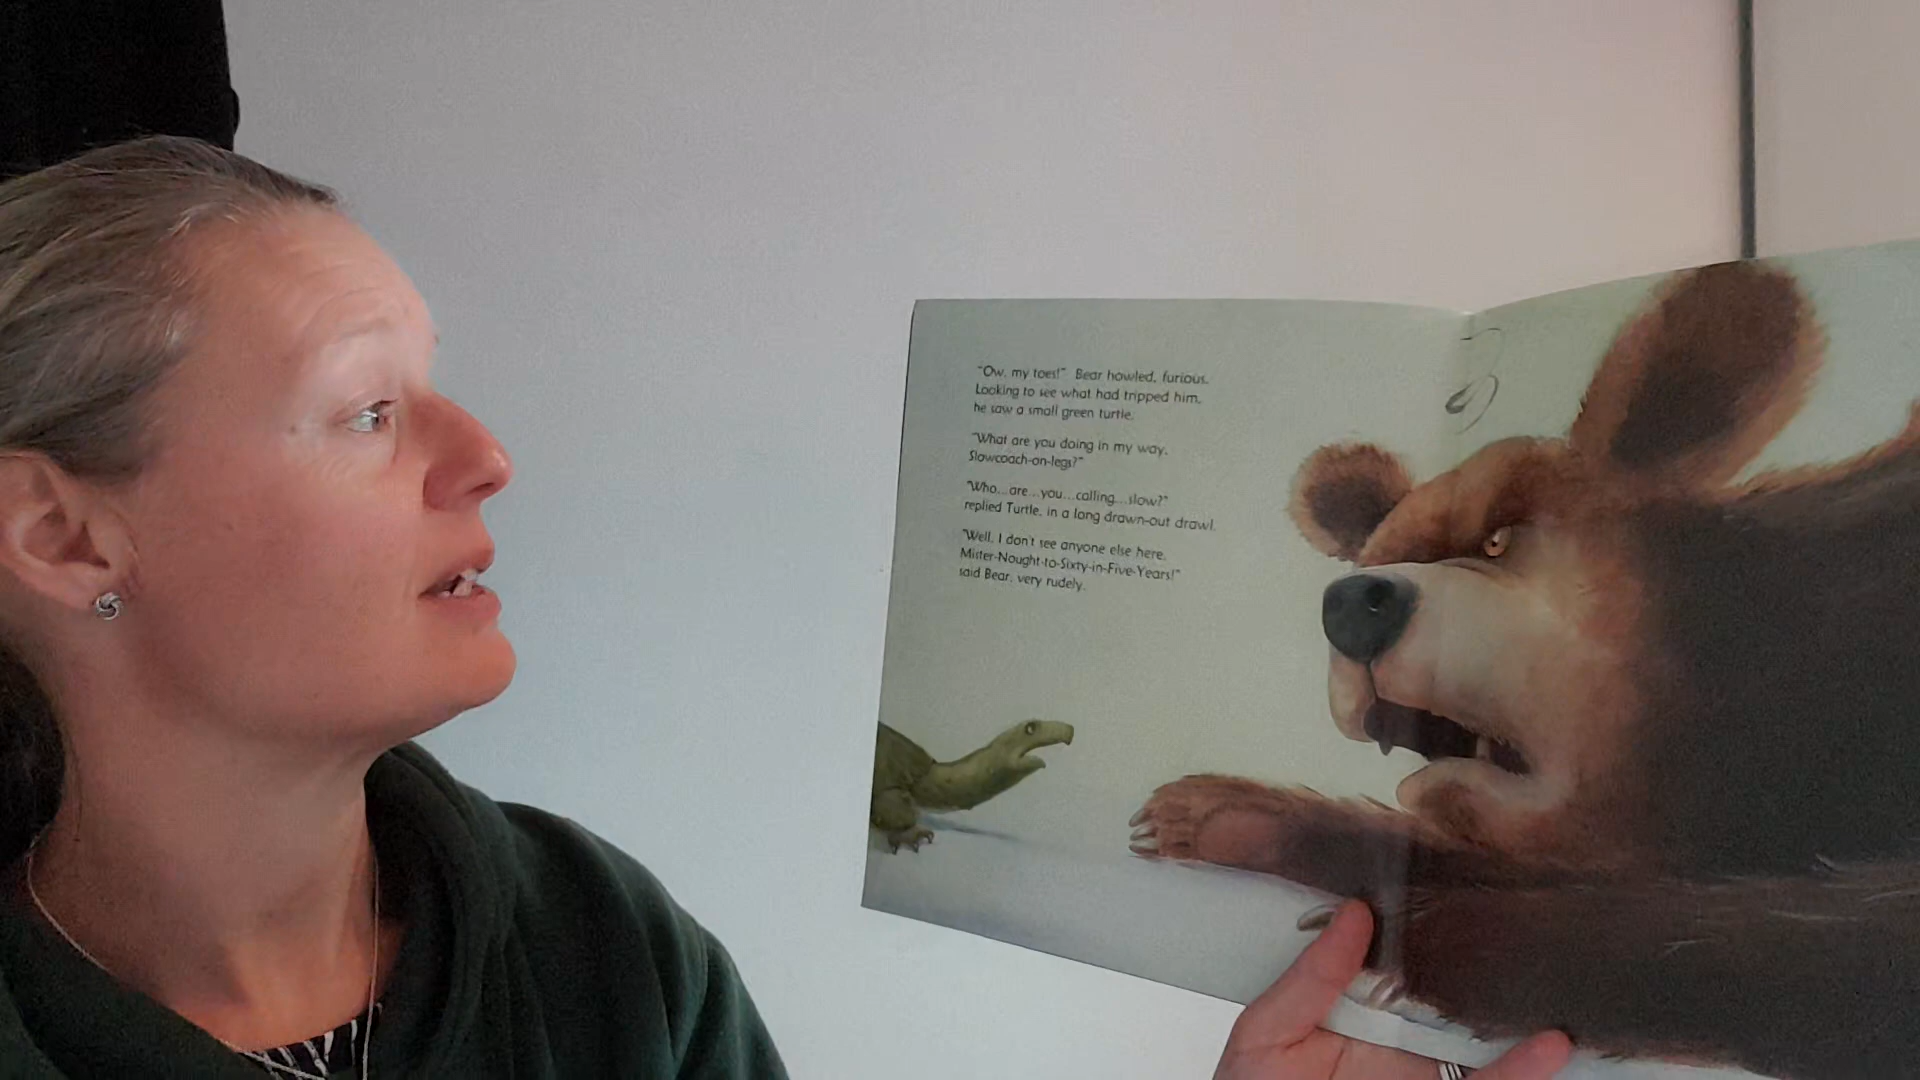 "Ow, my toes!" Bear howled, furious.
Looking to see what had tripped him,
he saw a small green turtle.
"What are you doing in my way,
Slowcoach-on-legs?"
"Who...are...you...calling...slow?"
replied Turtle, in a long drawn-out drawl.
"Well, I don't see anyone else here,
Mister-Nought-to-Sixty-in-Five-Years!"
said Bear, very rudely.